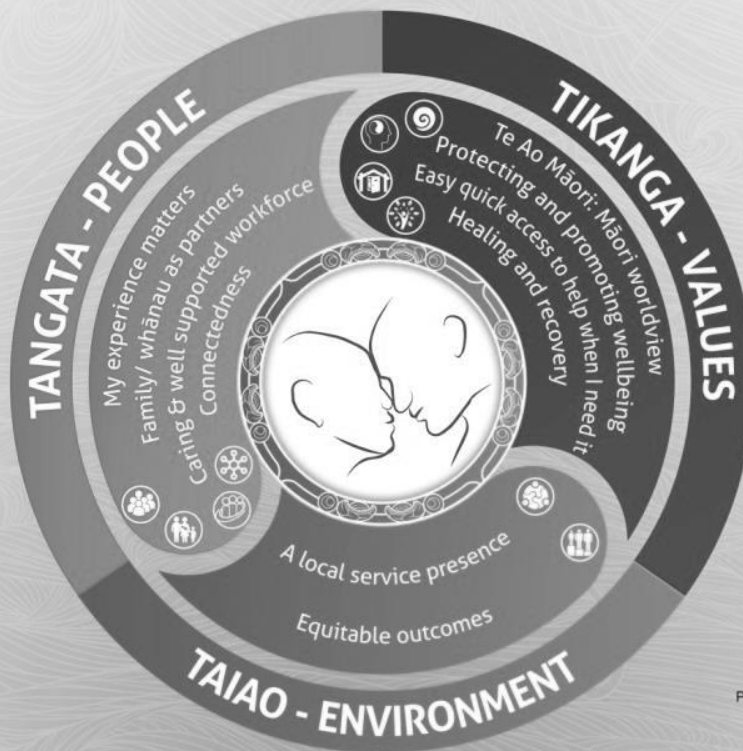 TANGATA - PEOPLE
My experience matters
Family/ whānau as partners
Caring & well supported workforce
Connectedness
TIKANGA - VALUES
Te Ao Māori: Māori worldview
Protecting and promoting wellbeing
Easy quick access to help when I need it
Healing and recovery
A local service presence
Equitable outcomes
TAIAO - ENVIRONMENT
P